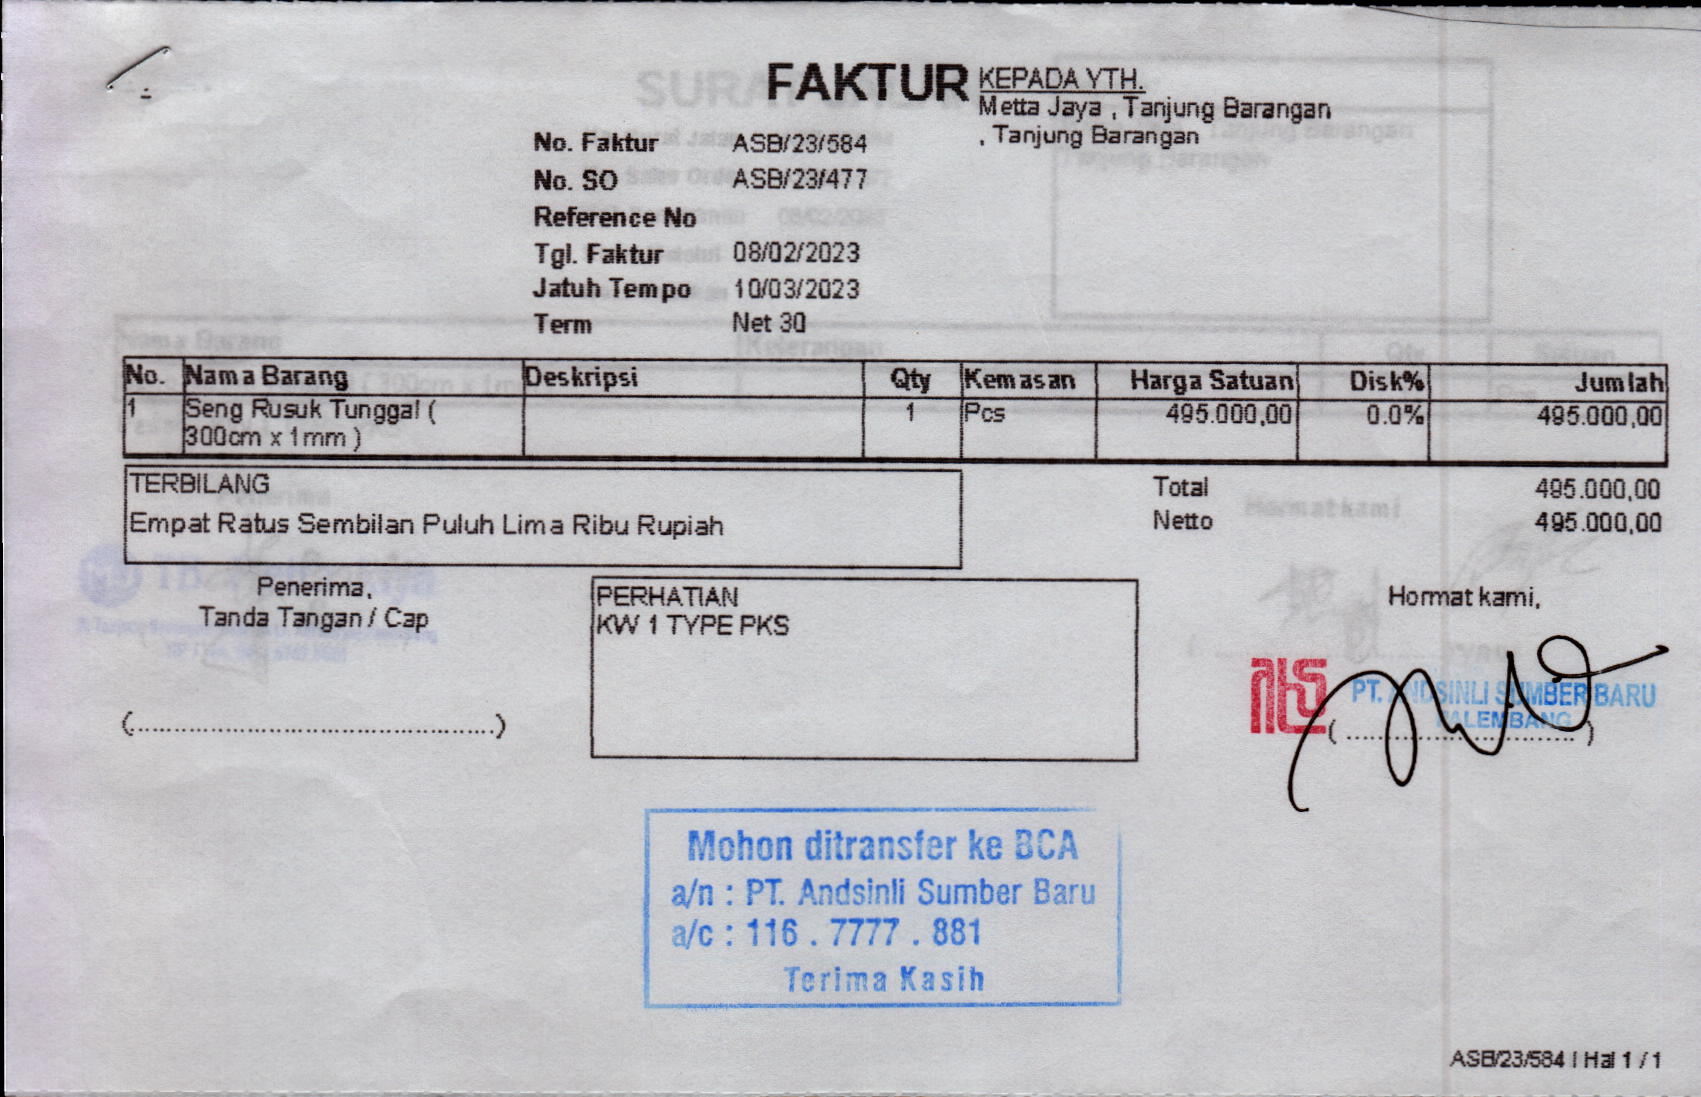 FAKTUR
KEPADA YTH.
Metta Jaya , Tanjung Barangan
, Tanjung Barangan
No. Faktur ASB/23/584
No. SO ASB/23/477
Reference No
Tgl. Faktur 08/02/2023
Jatuh Tempo 10/03/2023
Term Net 30
No. Nama Barang Deskripsi Qty Kemasan Harga Satuan Disk% Jumlah
1 Seng Rusuk Tunggal ( 1 Pcs 495.000,00 0.0% 495.000,00
300cm x 1mm )
TERBILANG
Empat Ratus Sembilan Puluh Lima Ribu Rupiah
Total 495.000,00
Netto 495.000,00
Penerima,
Tanda Tangan / Cap
(..............................................)
PERHATIAN
KW 1 TYPE PKS
Hormat kami,
PT. ANDSINLI SUMBER BARU
PALEMBANG
(..............................)
Mohon ditransfer ke BCA
a/n : PT. Andsinli Sumber Baru
a/c : 116 . 7777 . 881
Terima Kasih
ASB/23/584 | Hal 1 / 1